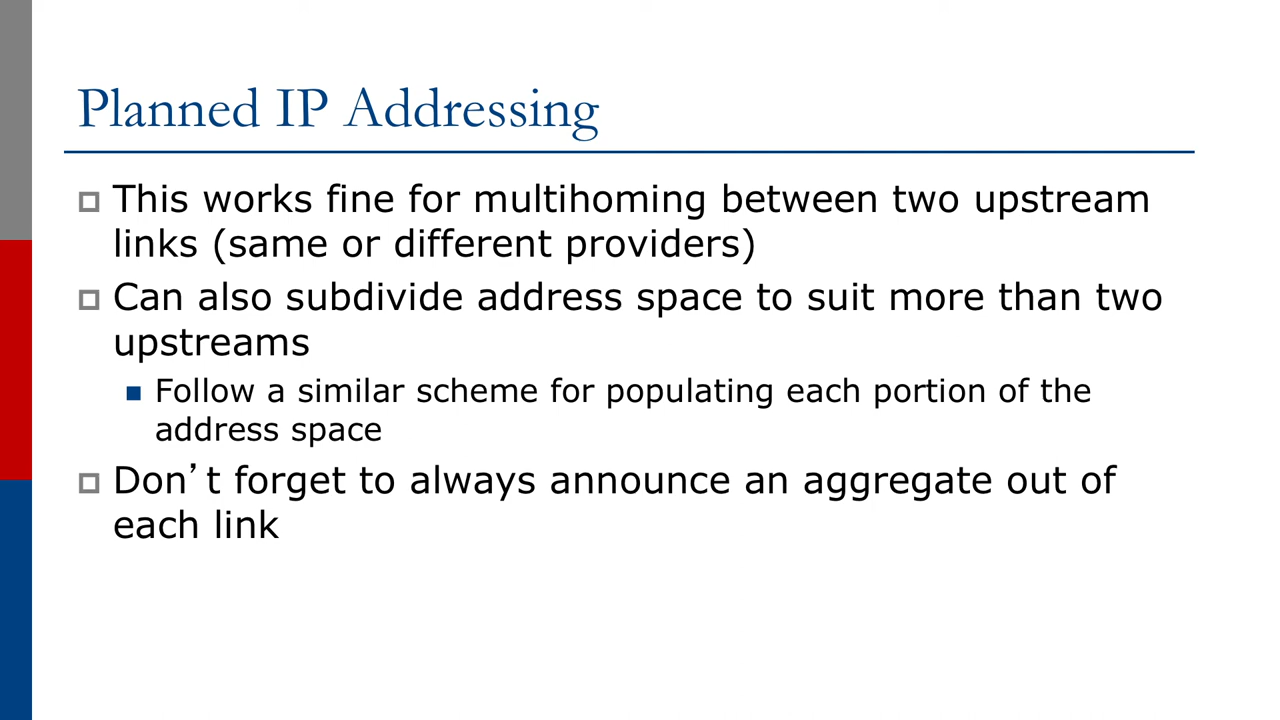 Planned IP Addressing
This works fine for multihoming between two upstream
links (same or different providers)
Can also subdivide address space to suit more than two
upstreams
Follow a similar scheme for populating each portion of the
address space
Don’t forget to always announce an aggregate out of
each link